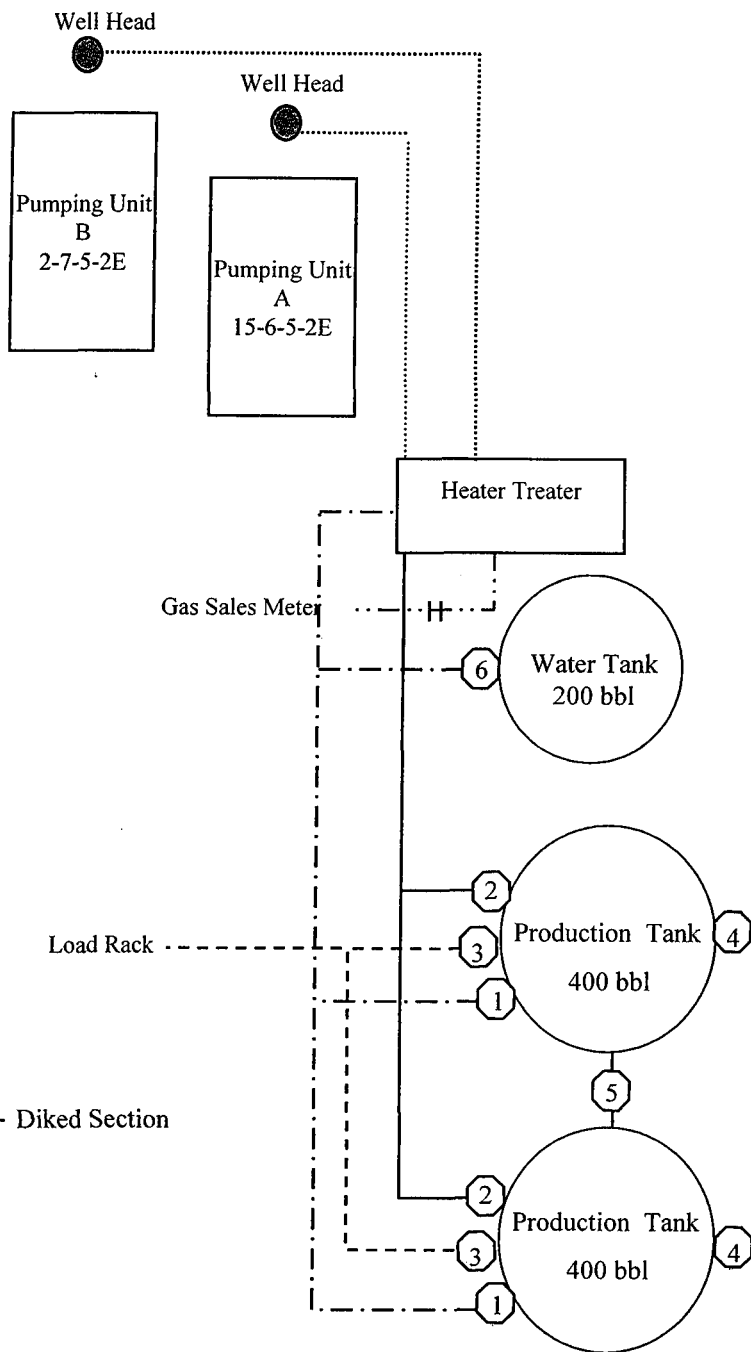 Well Head
Well Head
Pumping Unit
B
2-7-5-2E
Pumping Unit
A
15-6-5-2E
Heater Treater
Gas Sales Meter
6
Water Tank
200 bbl
2
Load Rack
3
Production Tank
400 bbl
4
1
5
- Diked Section
2
3
Production Tank
400 bbl
4
1